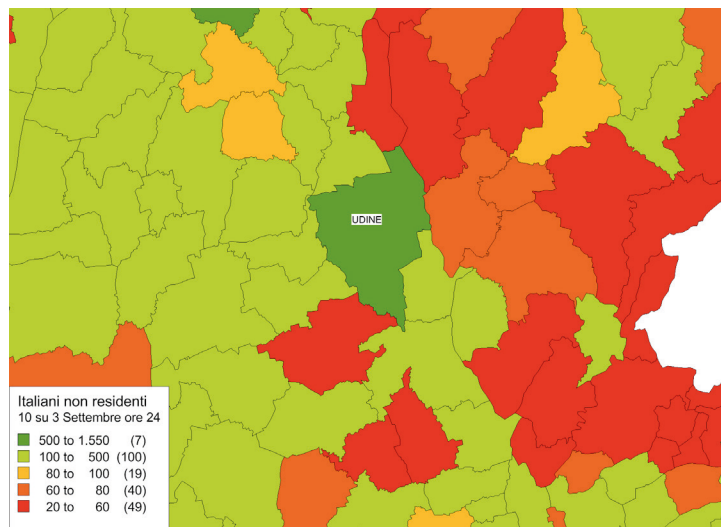 UDINE
Italiani non residenti
10 su 3 Settembre ore 24
500 to 1.550 (7)
100 to 500 (100)
80 to 100 (19)
60 to 80 (40)
20 to 60 (49)